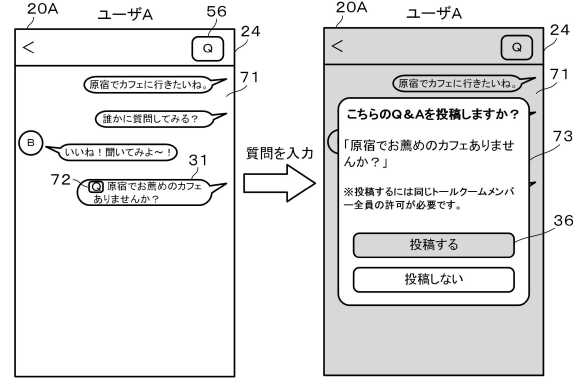 20A
ユーザA
56
24
<
Q
71
原宿でカフェに行きたいね。
誰かに質問してみる?
B
いいね!聞いてみよ~!
72
31
Q 原宿でお薦めのカフェ
ありませんか?
質問を入力
20A
ユーザA
24
<
Q
71
原宿でカフェに行きたいね。
こちらのQ&Aを投稿しますか?
73
「原宿でお薦めのカフェありませ
んか?」
※投稿するには同じトークルームメンバ
ー全員の許可が必要です。
36
投稿する
投稿しない